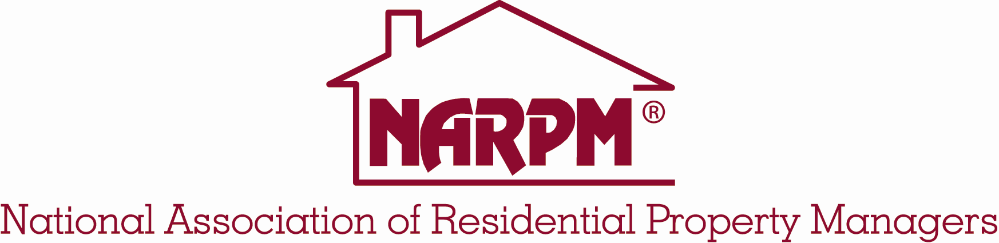 NARPM®
National Association of Residential Property Managers